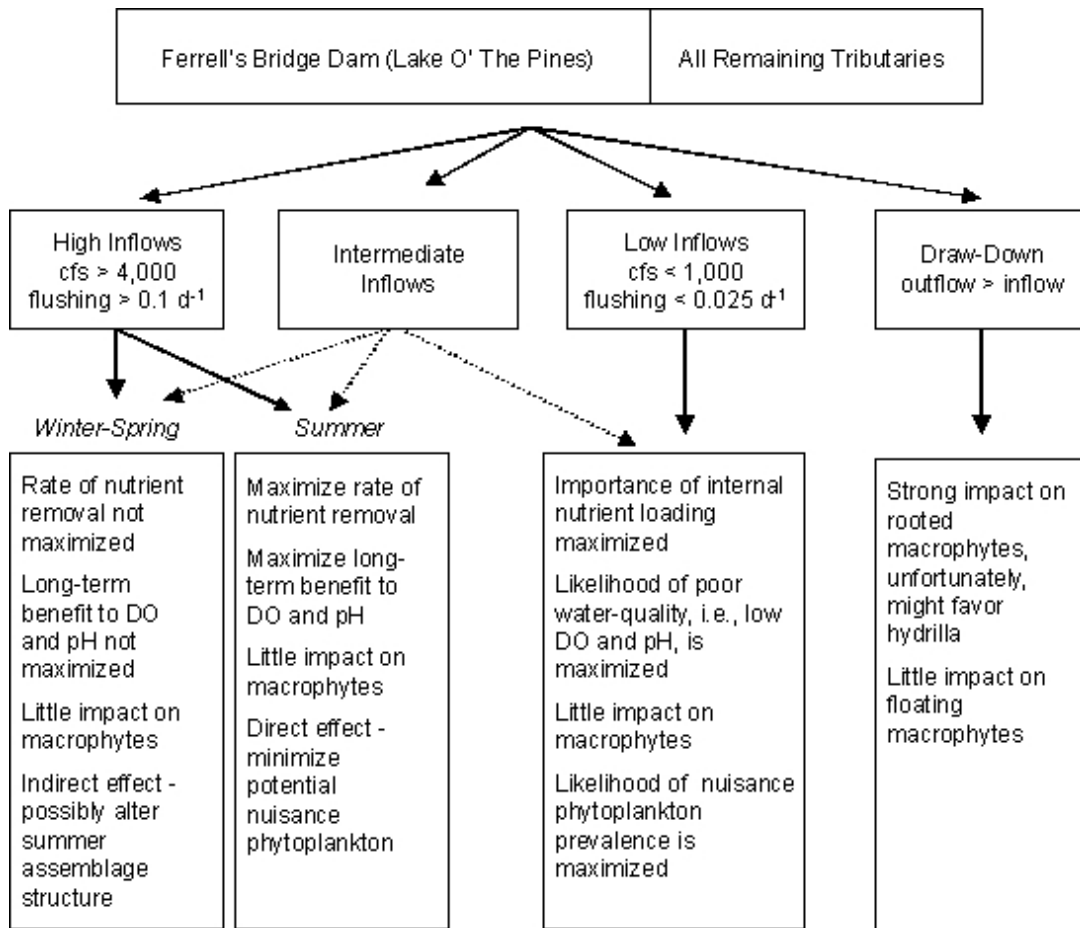 Ferrell's Bridge Dam (Lake O' The Pines)
All Remaining Tributaries
High Inflows
cfs > 4,000
flushing > 0.1 d-1
Intermediate
Inflows
Low Inflows
cfs < 1,000
flushing < 0.025 d-1
Draw-Down
outflow > inflow
Winter-Spring
Summer
Rate of nutrient
removal not
maximized
Long-term
benefit to DO
and pH not
maximized
Little impact on
macrophytes
Indirect effect -
possibly alter
summer
assemblage
structure
Maximize rate of
nutrient removal
Maximize long-
term benefit to
DO and pH
Little impact on
macrophytes
Direct effect -
minimize
potential
nuisance
phytoplankton
Importance of internal
nutrient loading
maximized
Likelihood of poor
water-quality, i.e., low
DO and pH, is
maximized
Little impact on
macrophytes
Likelihood of nuisance
phytoplankton
prevalence is
maximized
Strong impact on
rooted
macrophytes,
unfortunately,
might favor
hydrilla
Little impact on
floating
macrophytes